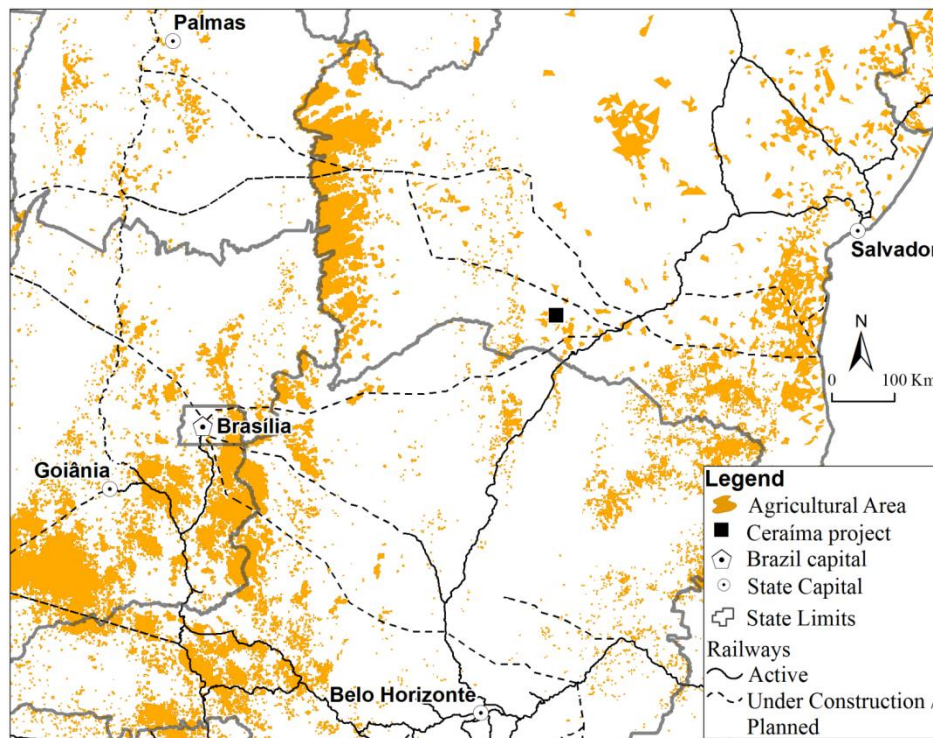 Palmas
Salvador
N
0 100 Km
Brasília
Goiânia
Belo Horizonte
Legend
Agricultural Area
Ceraíma project
Brazil capital
State Capital
State Limits
Railways
Active
Under Construction /
Planned